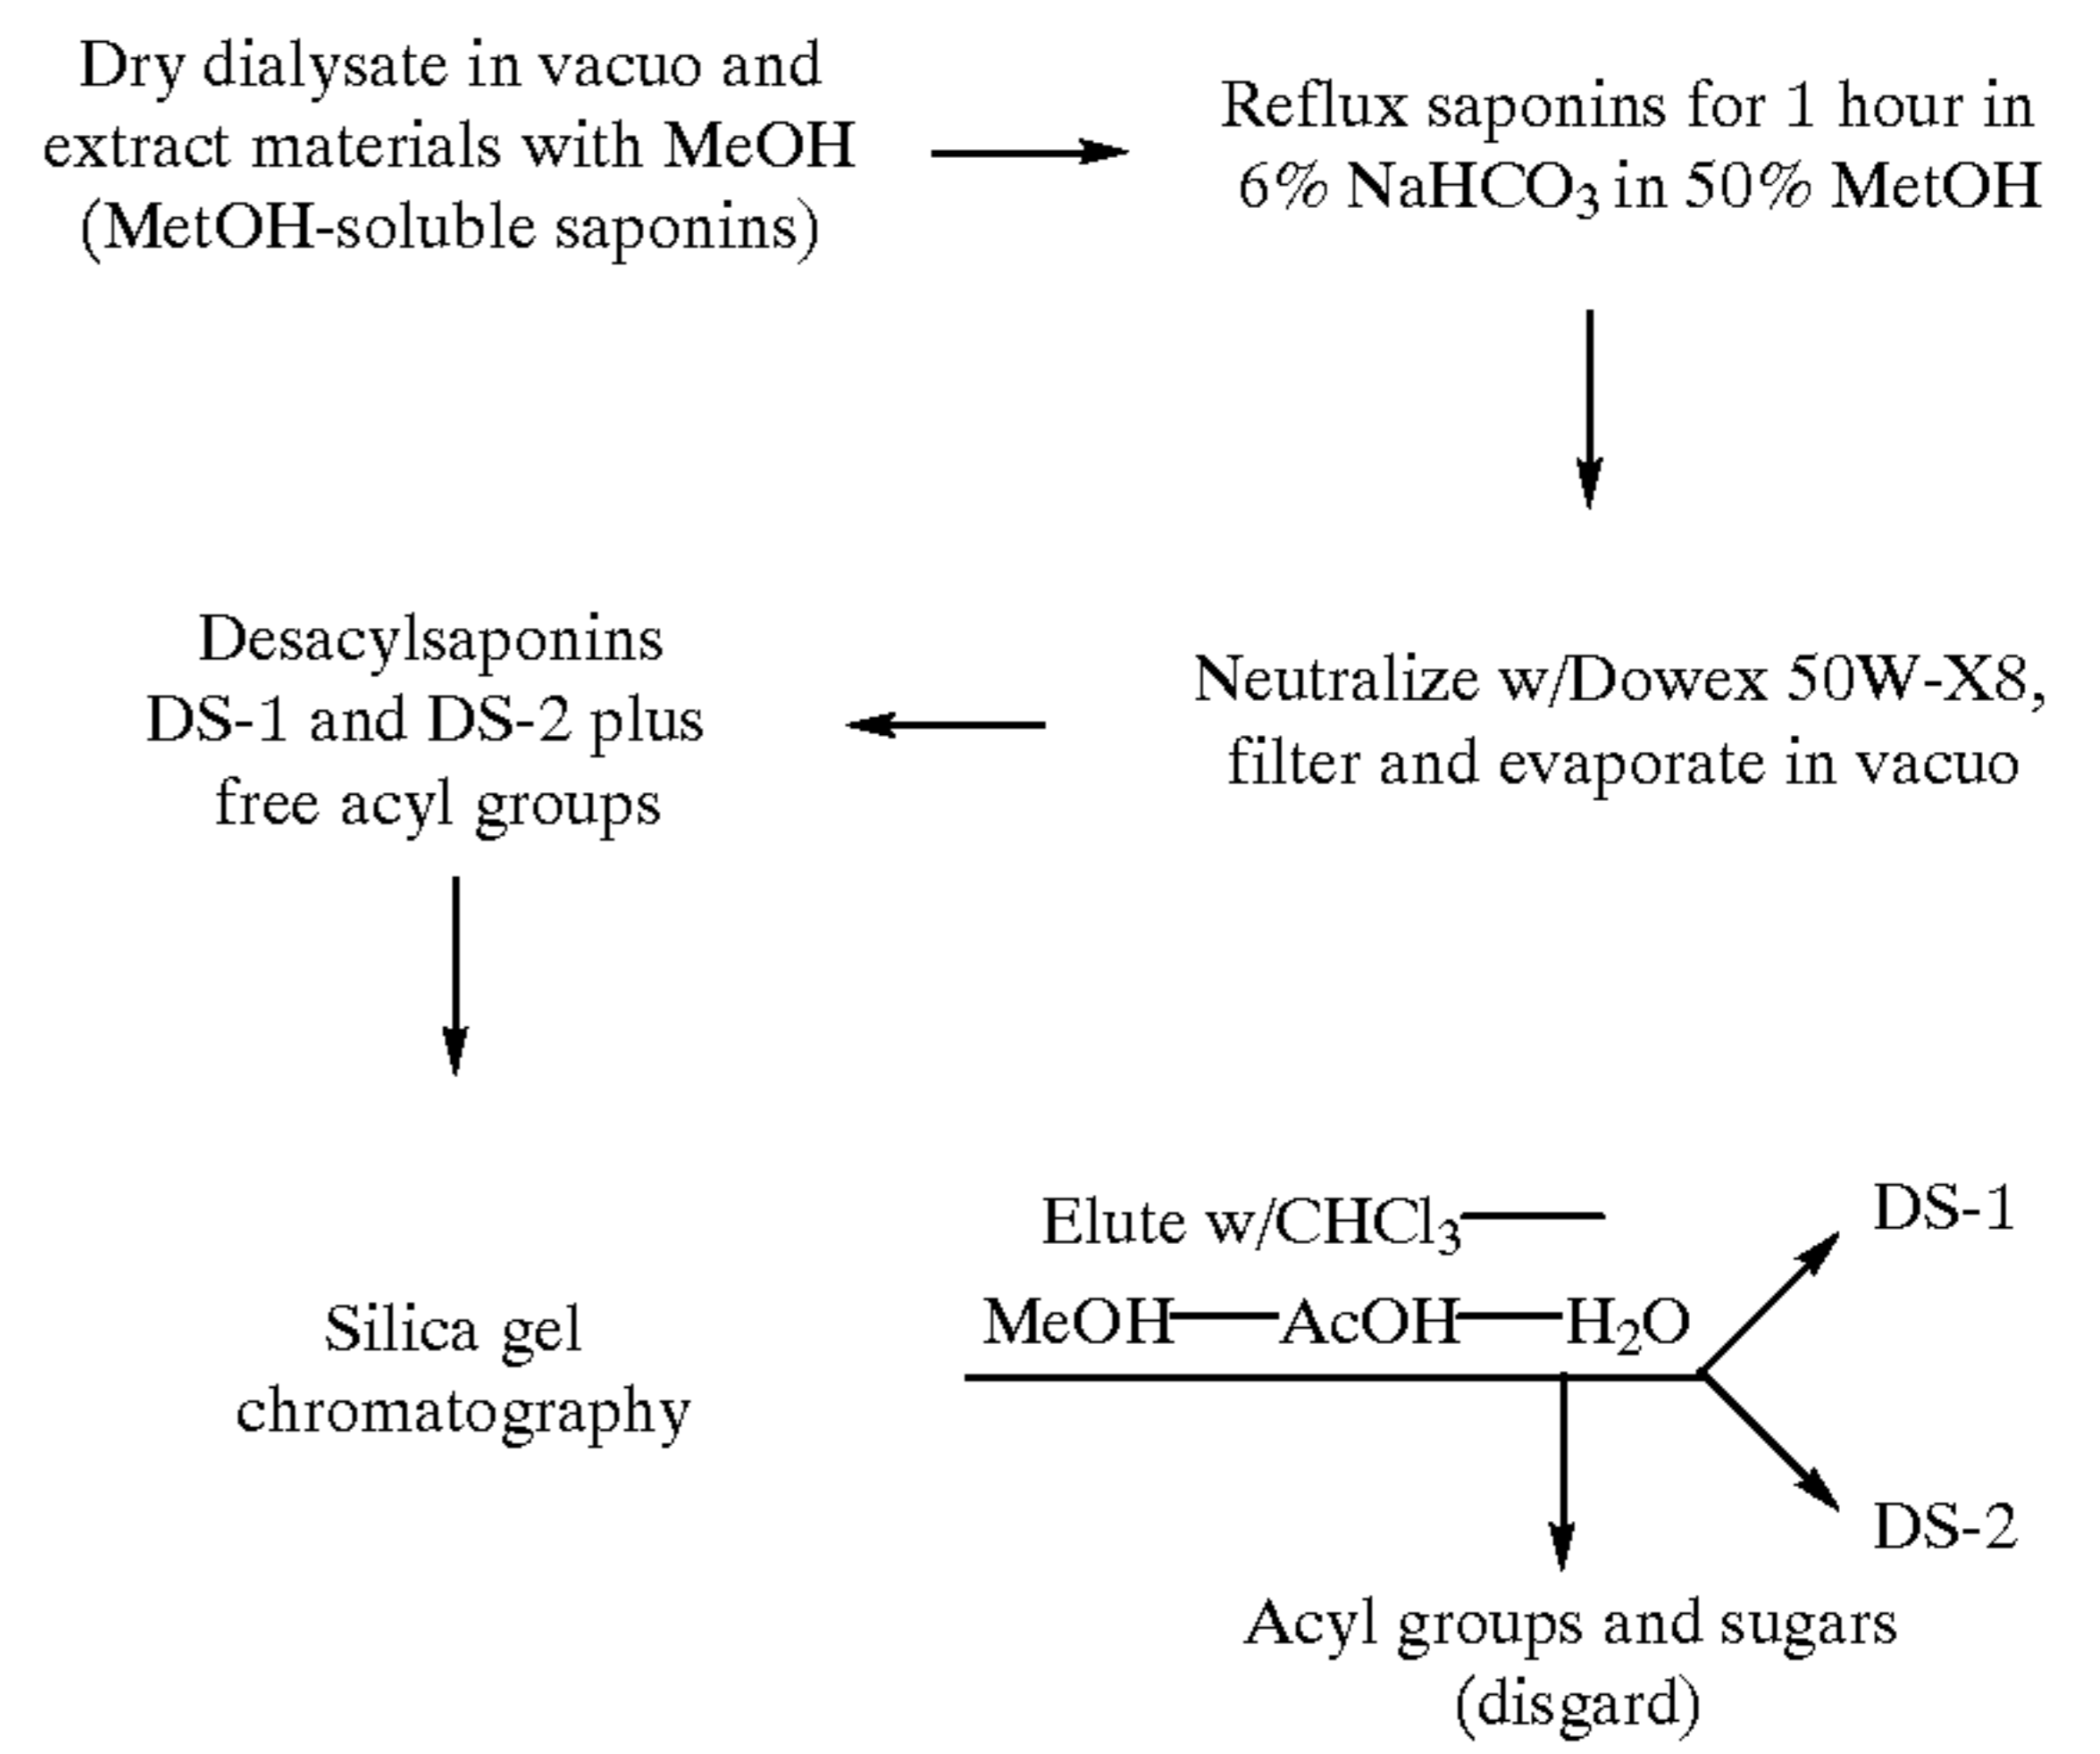 Dry dialysate in vacuo and
extract materials with MeOH
(MetOH-soluble saponins)
Reflux saponins for 1 hour in
6% NaHCO₃ in 50% MetOH
Neutralize w/Dowex 50W-X8,
filter and evaporate in vacuo
Desacylsaponins
DS-1 and DS-2 plus
free acyl groups
Silica gel
chromatography
Elute w/CHCl₃—
MeOH—AcOH—H₂O
DS-1
DS-2
Acyl groups and sugars
(disgard)